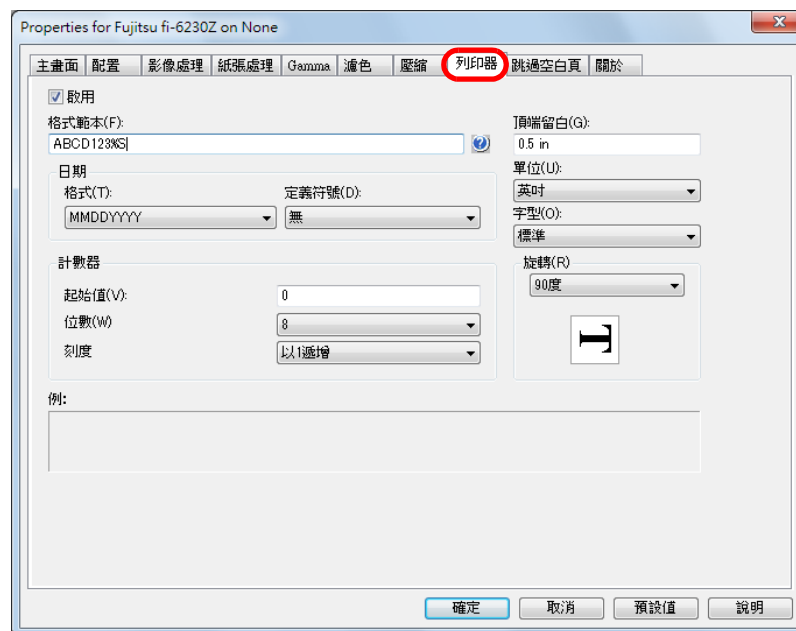 Properties for Fujitsu fi-6230Z on None
主畫面 配置 影像處理 紙張處理 Gamma 濾色 壓縮 列印器 跳過空白頁 關於
啟用
格式範本(F):
ABCD123%S
頂端留白(G):
0.5 in
日期
格式(T):
MMDDYYYY
定義符號(D):
無
單位(U):
英吋
字型(O):
標準
計數器
起始值(V):
0
位數(W)
8
刻度
以1遞增
旋轉(R)
90度
T
例:
確定 取消 預設值 說明